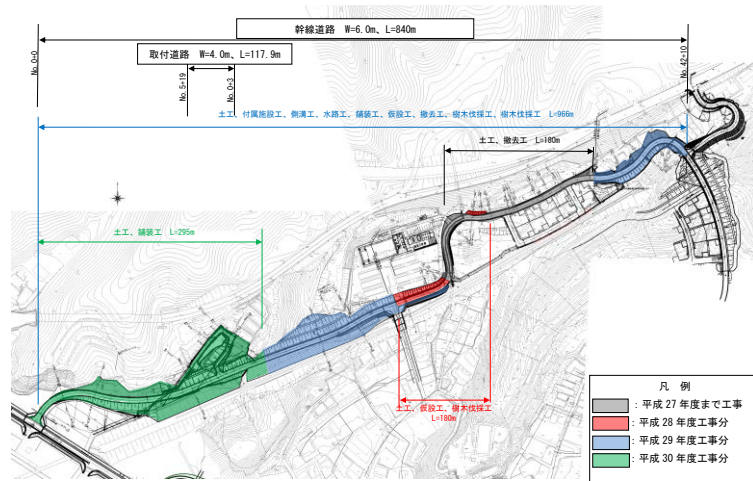 幹線道路 W=6.0m、L=840m
取付道路 W=4.0m、L=117.9m
No.0+0
No.5+19
No.0+3
No.42+10
土工、付属施設工、側溝工、水路工、舗装工、仮設工、撤去工、樹木伐採工、樹木伐採工 L=966m
土工、撤去工 L=180m
土工、舗装工 L=295m
土工、仮設工、樹木伐採工
L=180m
凡 例
：平成 27 年度まで工事
：平成 28 年度工事分
：平成 29 年度工事分
：平成 30 年度工事分